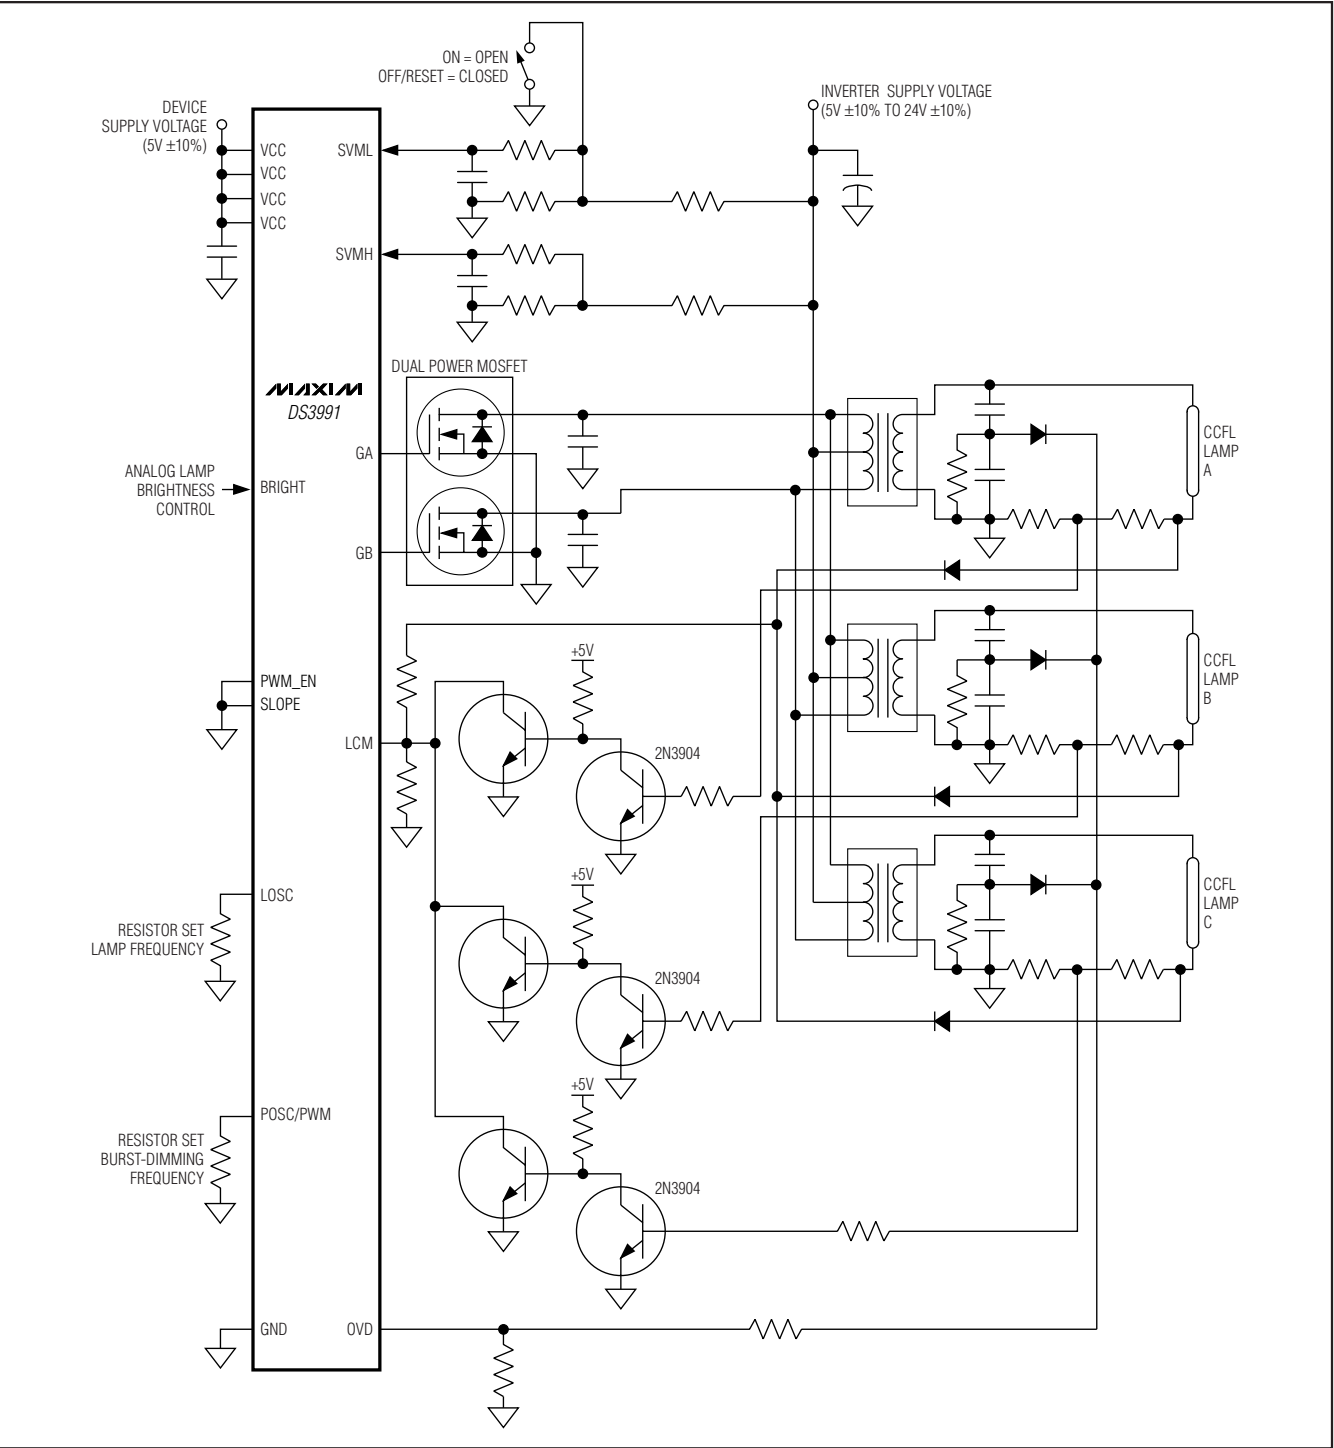 ON = OPEN
OFF/RESET = CLOSED
INVERTER SUPPLY VOLTAGE
(5V ±10% TO 24V ±10%)
DEVICE
SUPPLY VOLTAGE
(5V ±10%)
VCC
VCC
VCC
VCC
SVML
SVMH
DUAL POWER MOSFET
MAXIM
DS3991
GA
ANALOG LAMP
BRIGHTNESS
CONTROL
BRIGHT
GB
CCFL
LAMP
A
+5V
CCFL
LAMP
B
PWM_EN
SLOPE
LCM
2N3904
+5V
CCFL
LAMP
C
LOSC
RESISTOR SET
LAMP FREQUENCY
2N3904
+5V
POSC/PWM
RESISTOR SET
BURST-DIMMING
FREQUENCY
2N3904
GND
OVD